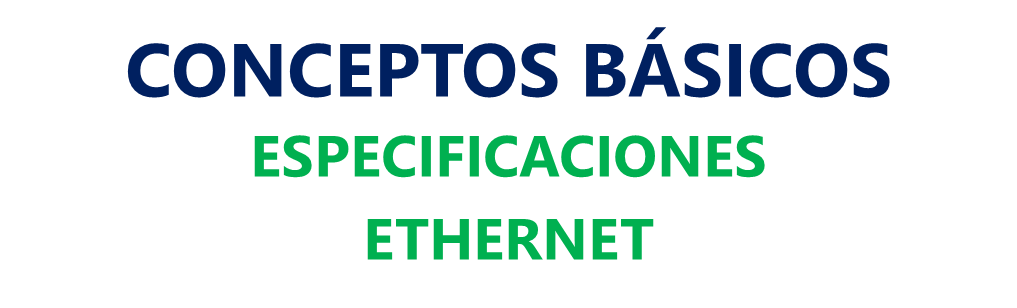 CONCEPTOS BÁSICOS
ESPECIFICACIONES
ETHERNET